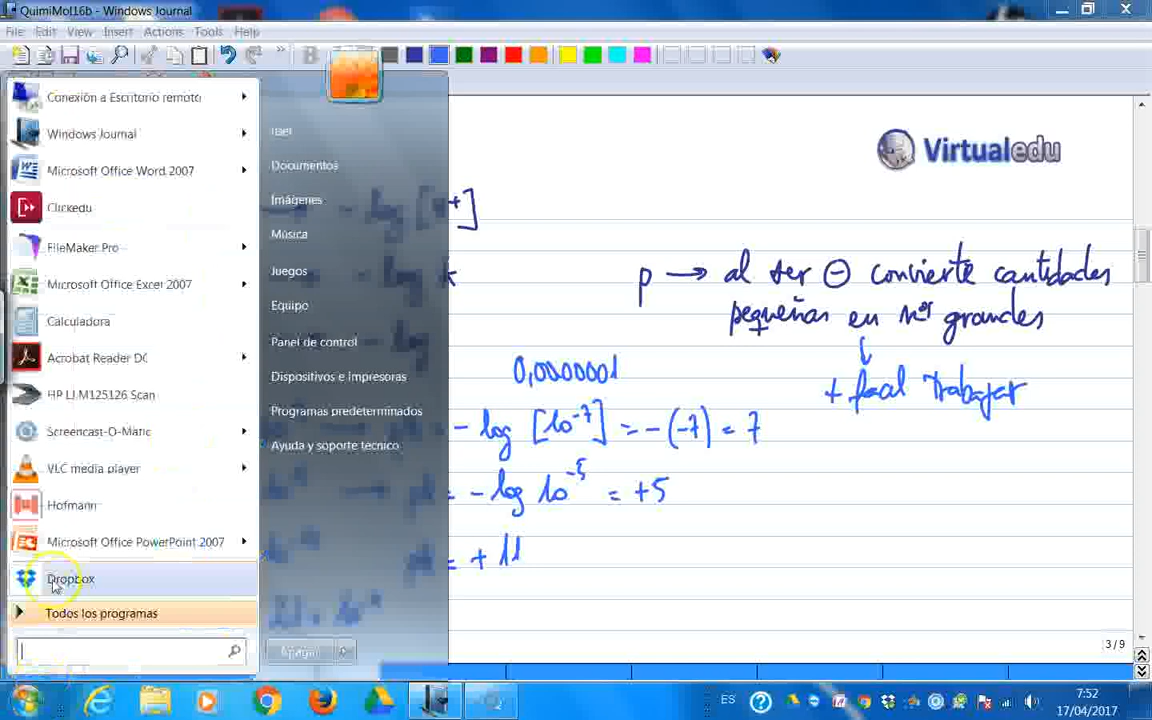 QuimiMol16b - Windows Journal
File Edit View Insert Actions Tools Help
B
Conexión a Escritorio remoto
Windows Journal
Microsoft Office Word 2007
Clickedu
FileMaker Pro
Microsoft Office Excel 2007
Calculadora
Acrobat Reader DC
HP LJ M125126 Scan
Screencast-O-Matic
VLC media player
Hofmann
Microsoft Office PowerPoint 2007
Dropbox
Todos los programas
Documentos
Imágenes
Música
Juegos
Equipo
Panel de control
Dispositivos e Impresoras
Programas predeterminados
Ayuda y soporte técnico
Apagar
Virtualedu
p → al ser ⊖ convierte cantidades
pequeñas en nºs grandes
↓
+ facil trabajar
0,0000001
- log [10⁻⁷] = -(-7) = 7
= - log 10⁻⁵ = +5
= + 11
3 / 9
ES
7:52
17/04/2017